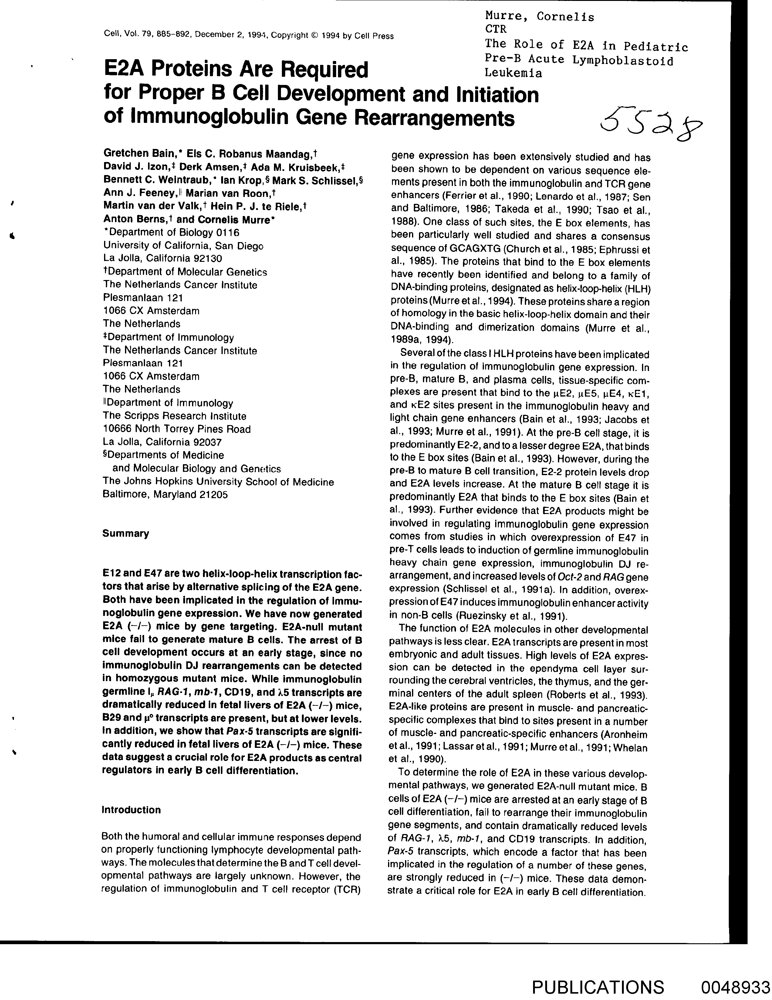 Cell, Vol. 79, 885–892, December 2, 1994, Copyright © 1994 by Cell Press
Murre, Cornelis
CTR
The Role of E2A in Pediatric
Pre-B Acute Lymphoblastoid
Leukemia
E2A Proteins Are Required
for Proper B Cell Development and Initiation
of Immunoglobulin Gene Rearrangements
5528
Gretchen Bain,* Els C. Robanus Maandag,†
David J. Izon,‡ Derk Amsen,‡ Ada M. Kruisbeek,‡
Bennett C. Weintraub,* Ian Krop,§ Mark S. Schlissel,§
Ann J. Feeney,∥ Marian van Roon,†
Martin van der Valk,† Hein P. J. te Riele,†
Anton Berns,† and Cornelis Murre*
*Department of Biology 0116
University of California, San Diego
La Jolla, California 92130
†Department of Molecular Genetics
The Netherlands Cancer Institute
Plesmanlaan 121
1066 CX Amsterdam
The Netherlands
‡Department of Immunology
The Netherlands Cancer Institute
Plesmanlaan 121
1066 CX Amsterdam
The Netherlands
∥Department of Immunology
The Scripps Research Institute
10666 North Torrey Pines Road
La Jolla, California 92037
§Departments of Medicine
and Molecular Biology and Genetics
The Johns Hopkins University School of Medicine
Baltimore, Maryland 21205
Summary
E12 and E47 are two helix-loop-helix transcription fac-
tors that arise by alternative splicing of the E2A gene.
Both have been implicated in the regulation of immu-
noglobulin gene expression. We have now generated
E2A (−/−) mice by gene targeting. E2A-null mutant
mice fail to generate mature B cells. The arrest of B
cell development occurs at an early stage, since no
immunoglobulin DJ rearrangements can be detected
in homozygous mutant mice. While immunoglobulin
germline Iμ, RAG-1, mb-1, CD19, and λ5 transcripts are
dramatically reduced in fetal livers of E2A (−/−) mice,
B29 and μ° transcripts are present, but at lower levels.
In addition, we show that Pax-5 transcripts are signifi-
cantly reduced in fetal livers of E2A (−/−) mice. These
data suggest a crucial role for E2A products as central
regulators in early B cell differentiation.
Introduction
Both the humoral and cellular immune responses depend
on properly functioning lymphocyte developmental path-
ways. The molecules that determine the B and T cell devel-
opmental pathways are largely unknown. However, the
regulation of immunoglobulin and T cell receptor (TCR)
gene expression has been extensively studied and has
been shown to be dependent on various sequence ele-
ments present in both the immunoglobulin and TCR gene
enhancers (Ferrier et al., 1990; Lenardo et al., 1987; Sen
and Baltimore, 1986; Takeda et al., 1990; Tsao et al.,
1988). One class of such sites, the E box elements, has
been particularly well studied and shares a consensus
sequence of GCAGXTG (Church et al., 1985; Ephrussi et
al., 1985). The proteins that bind to the E box elements
have recently been identified and belong to a family of
DNA-binding proteins, designated as helix-loop-helix (HLH)
proteins (Murre et al., 1994). These proteins share a region
of homology in the basic helix-loop-helix domain and their
DNA-binding and dimerization domains (Murre et al.,
1989a, 1994).
Several of the class I HLH proteins have been implicated
in the regulation of immunoglobulin gene expression. In
pre-B, mature B, and plasma cells, tissue-specific com-
plexes are present that bind to the μE2, μE5, μE4, κE1,
and κE2 sites present in the immunoglobulin heavy and
light chain gene enhancers (Bain et al., 1993; Jacobs et
al., 1993; Murre et al., 1991). At the pre-B cell stage, it is
predominantly E2-2, and to a lesser degree E2A, that binds
to the E box sites (Bain et al., 1993). However, during the
pre-B to mature B cell transition, E2-2 protein levels drop
and E2A levels increase. At the mature B cell stage it is
predominantly E2A that binds to the E box sites (Bain et
al., 1993). Further evidence that E2A products might be
involved in regulating immunoglobulin gene expression
comes from studies in which overexpression of E47 in
pre-T cells leads to induction of germline immunoglobulin
heavy chain gene expression, immunoglobulin DJ re-
arrangement, and increased levels of Oct-2 and RAG gene
expression (Schlissel et al., 1991a). In addition, overex-
pression of E47 induces immunoglobulin enhancer activity
in non-B cells (Ruezinsky et al., 1991).
The function of E2A molecules in other developmental
pathways is less clear. E2A transcripts are present in most
embryonic and adult tissues. High levels of E2A expres-
sion can be detected in the ependyma cell layer sur-
rounding the cerebral ventricles, the thymus, and the ger-
minal centers of the adult spleen (Roberts et al., 1993).
E2A-like proteins are present in muscle- and pancreatic-
specific complexes that bind to sites present in a number
of muscle- and pancreatic-specific enhancers (Aronheim
et al., 1991; Lassar et al., 1991; Murre et al., 1991; Whelan
et al., 1990).
To determine the role of E2A in these various develop-
mental pathways, we generated E2A-null mutant mice. B
cells of E2A (−/−) mice are arrested at an early stage of B
cell differentiation, fail to rearrange their immunoglobulin
gene segments, and contain dramatically reduced levels
of RAG-1, λ5, mb-1, and CD19 transcripts. In addition,
Pax-5 transcripts, which encode a factor that has been
implicated in the regulation of a number of these genes,
are strongly reduced in (−/−) mice. These data demon-
strate a critical role for E2A in early B cell differentiation.
PUBLICATIONS 0048933